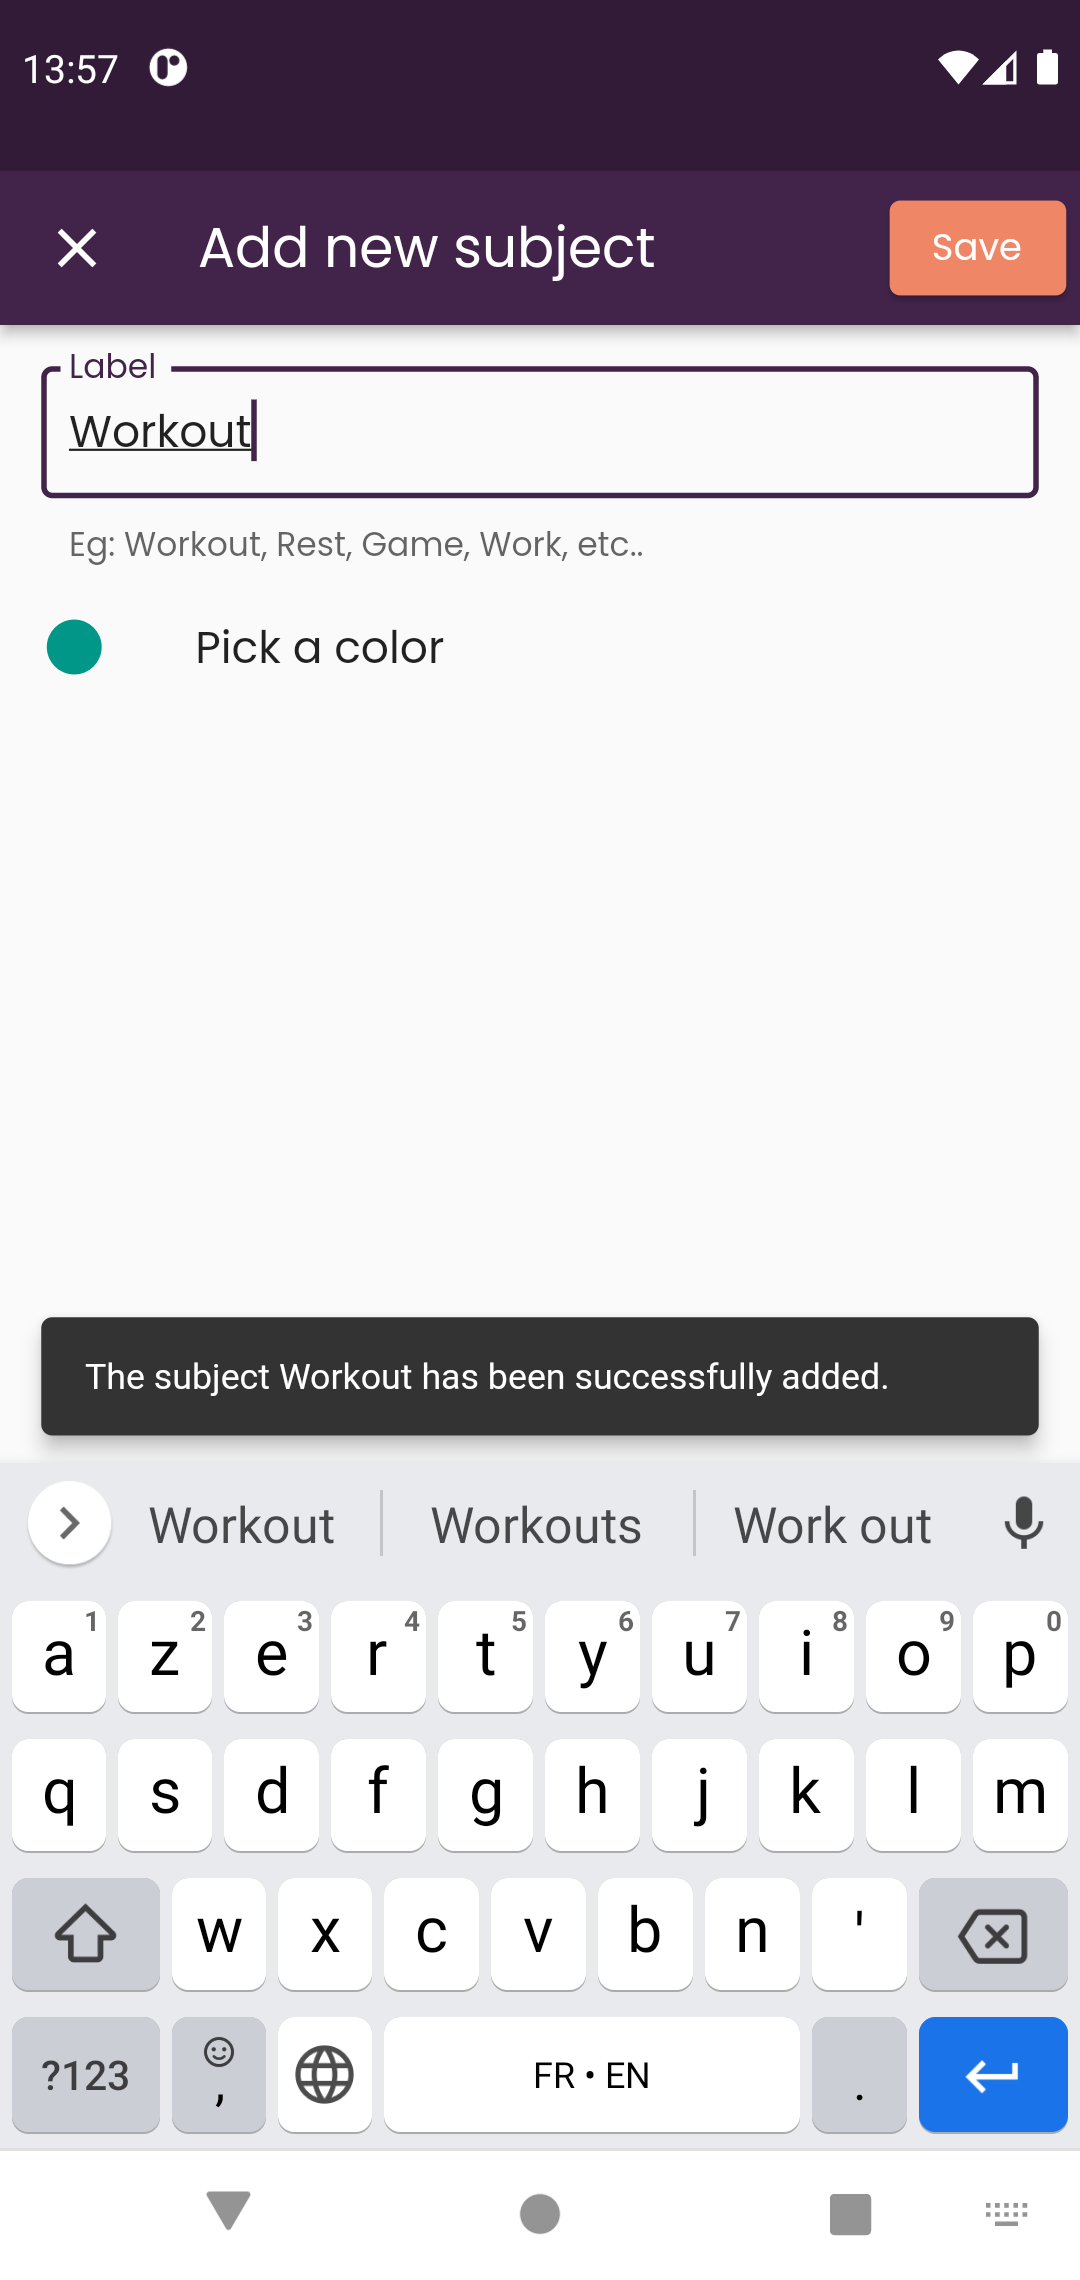 13:57
Add new subject
Save
Label
Workout
Eg: Workout, Rest, Game, Work, etc..
Pick a color
The subject Workout has been successfully added.
Workout Workouts Work out
a 1 z 2 e 3 r 4 t 5 y 6 u 7 i 8 o 9 p 0
q s d f g h j k l m
w x c v b n '
?123 , FR • EN .